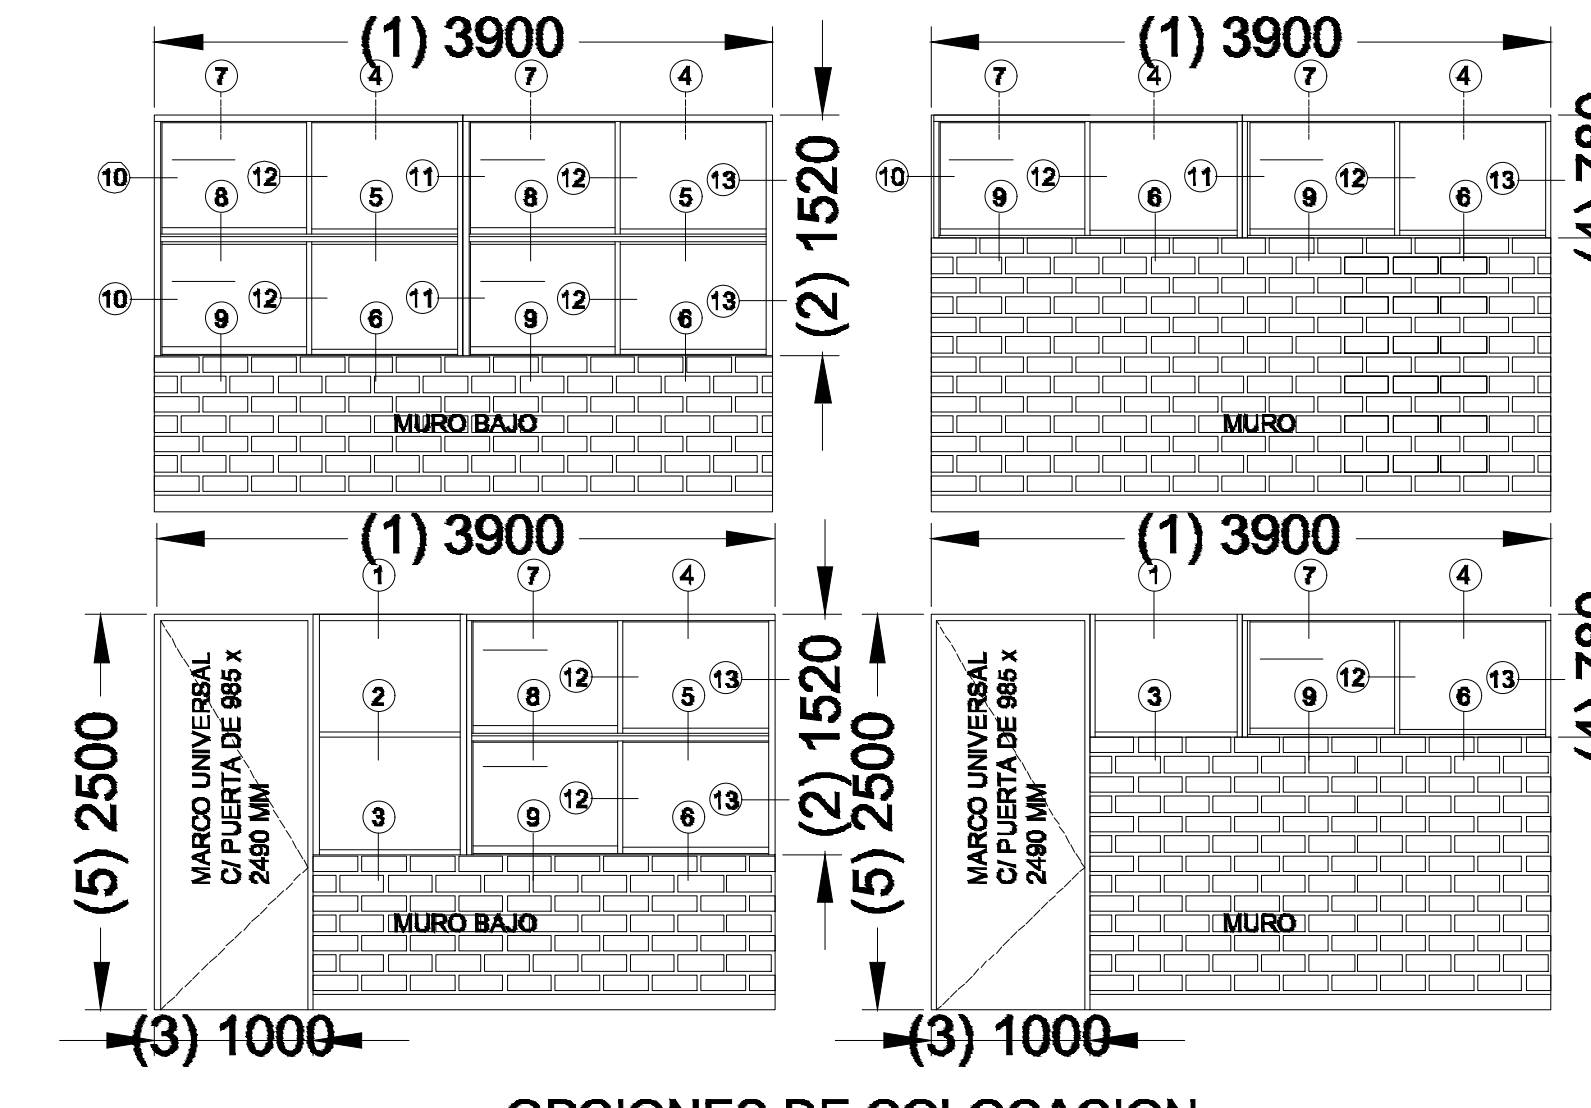 (1) 3900
7 4 7 4
10 12 11 12 13
8 5 8 5
10 12 11 12 13
9 6 9 6
(2) 1520
MURO BAJO
(1) 3900
7 4 7 4
10 12 11 12 13
9 6 9 6
MURO
(1) 3900
1 7 4
12 13
2 8 5
12 13
3 9 6
(2) 1520
(5) 2500
MARCO UNIVERSAL
C/ PUERTA DE 985 x
2490 MM
MURO BAJO
(3) 1000
(1) 3900
1 7 4
12 13
3 9 6
(5) 2500
MARCO UNIVERSAL
C/ PUERTA DE 985 x
2490 MM
MURO
(3) 1000
OPCIONES DE COLOCACION